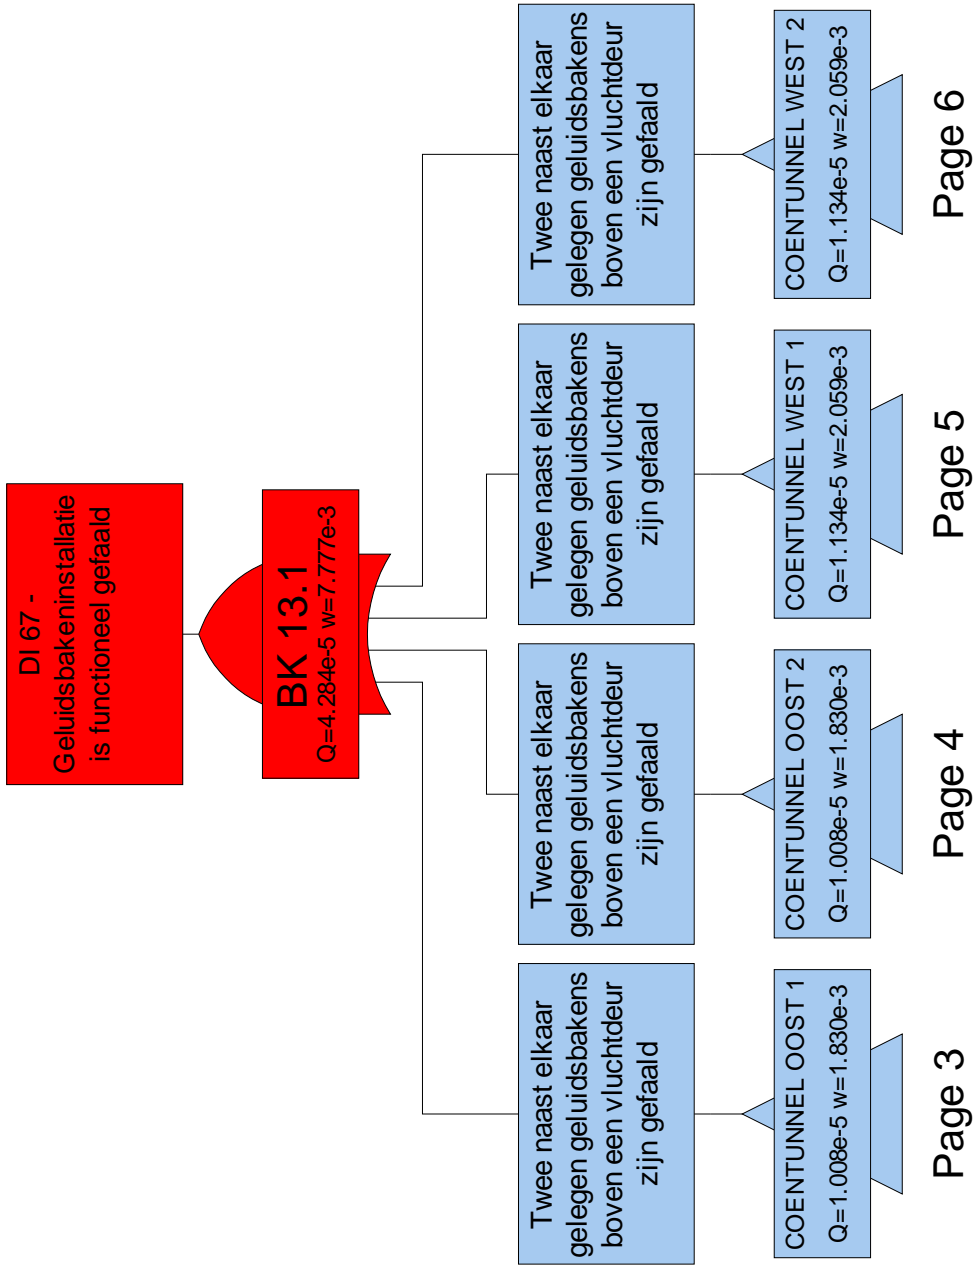 DI 67 -
Geluidsbakeninstallatie
is functioneel gefaald
BK 13.1
Q=4.284e-5 w=7.777e-3
Twee naast elkaar
gelegen geluidsbakens
boven een vluchtdeur
zijn gefaald
COENTUNNEL OOST 1
Q=1.008e-5 w=1.830e-3
Page 3
Twee naast elkaar
gelegen geluidsbakens
boven een vluchtdeur
zijn gefaald
COENTUNNEL OOST 2
Q=1.008e-5 w=1.830e-3
Page 4
Twee naast elkaar
gelegen geluidsbakens
boven een vluchtdeur
zijn gefaald
COENTUNNEL WEST 1
Q=1.134e-5 w=2.059e-3
Page 5
Twee naast elkaar
gelegen geluidsbakens
boven een vluchtdeur
zijn gefaald
COENTUNNEL WEST 2
Q=1.134e-5 w=2.059e-3
Page 6